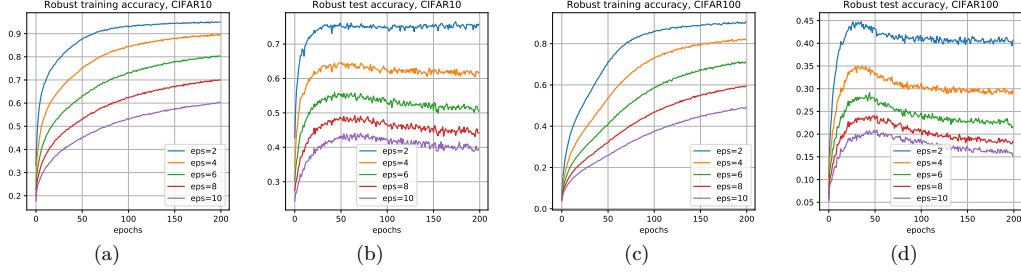 Robust training accuracy, CIFAR10
0.9
0.8
0.7
0.6
0.5
0.4
0.3
0.2
0
50
100
150
200
epochs
eps=2
eps=4
eps=6
eps=8
eps=10
(a)
Robust test accuracy, CIFAR10
0.7
0.6
0.5
0.4
0.3
0
50
100
150
200
epochs
eps=2
eps=4
eps=6
eps=8
eps=10
(b)
Robust training accuracy, CIFAR100
0.8
0.6
0.4
0.2
0.0
0
50
100
150
200
epochs
eps=2
eps=4
eps=6
eps=8
eps=10
(c)
Robust test accuracy, CIFAR100
0.45
0.40
0.35
0.30
0.25
0.20
0.15
0.10
0.05
0
50
100
150
200
epochs
eps=2
eps=4
eps=6
eps=8
eps=10
(d)